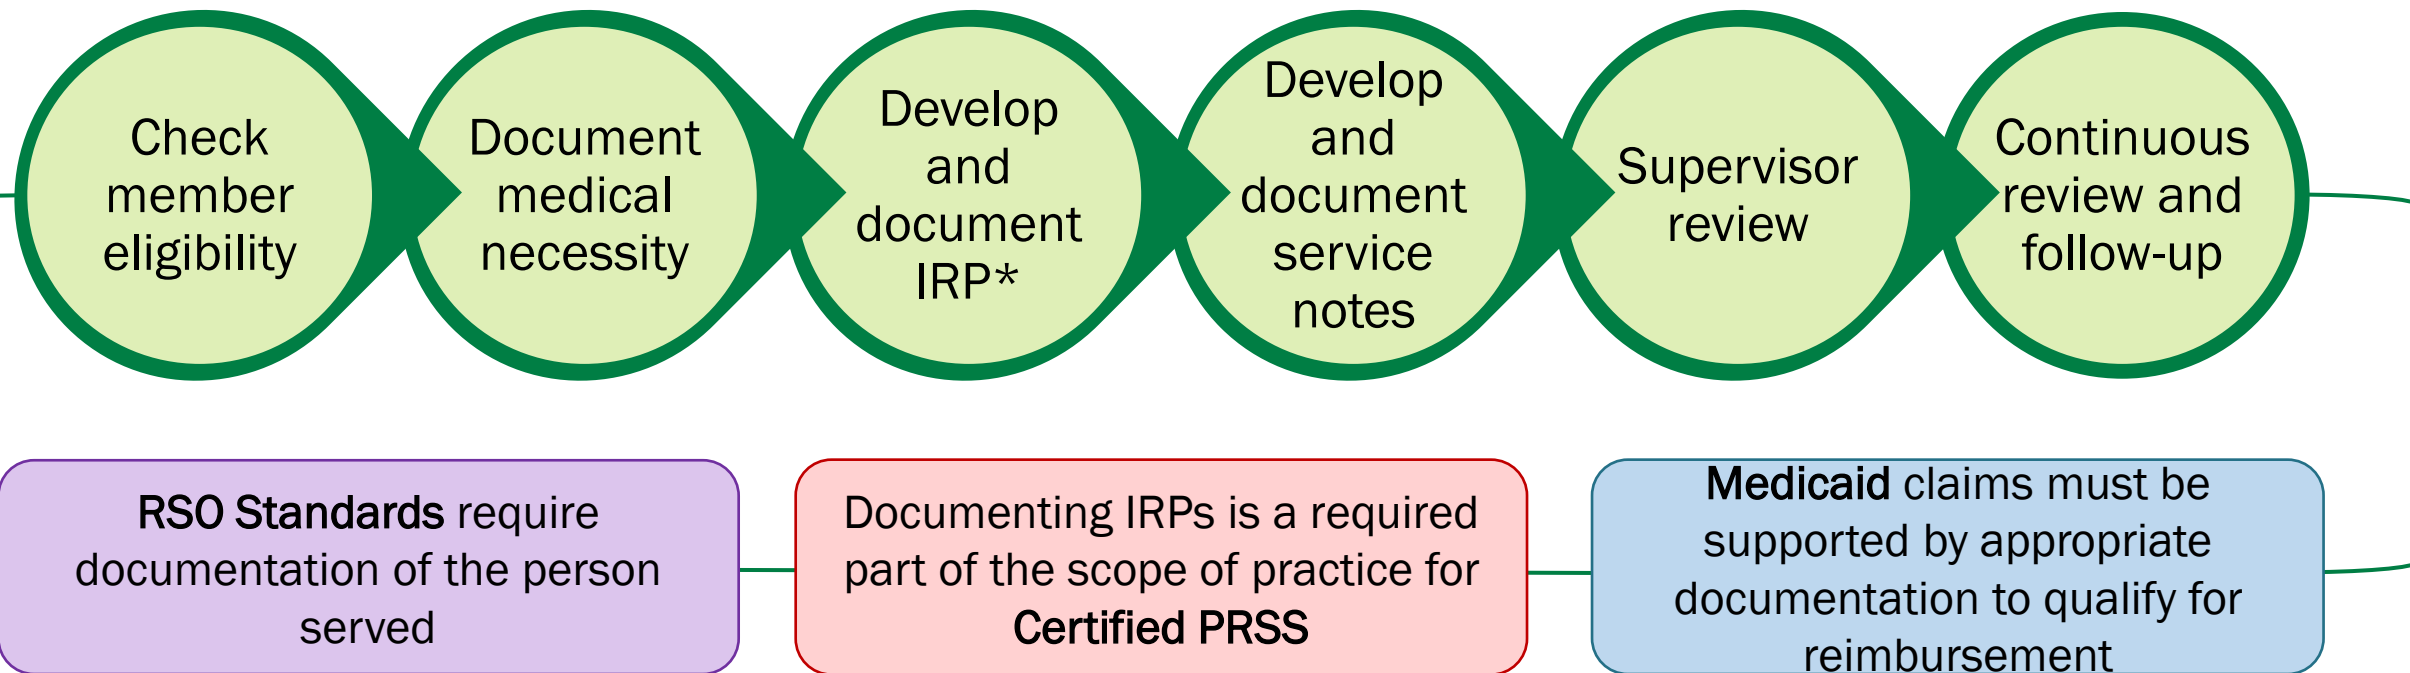 Check
member
eligibility
Document
medical
necessity
Develop
and
document
IRP*
Develop
and
document
service
notes
Supervisor
review
Continuous
review and
follow-up
RSO Standards require
documentation of the person
served
Documenting IRPs is a required
part of the scope of practice for
Certified PRSS
Medicaid claims must be
supported by appropriate
documentation to qualify for
reimbursement